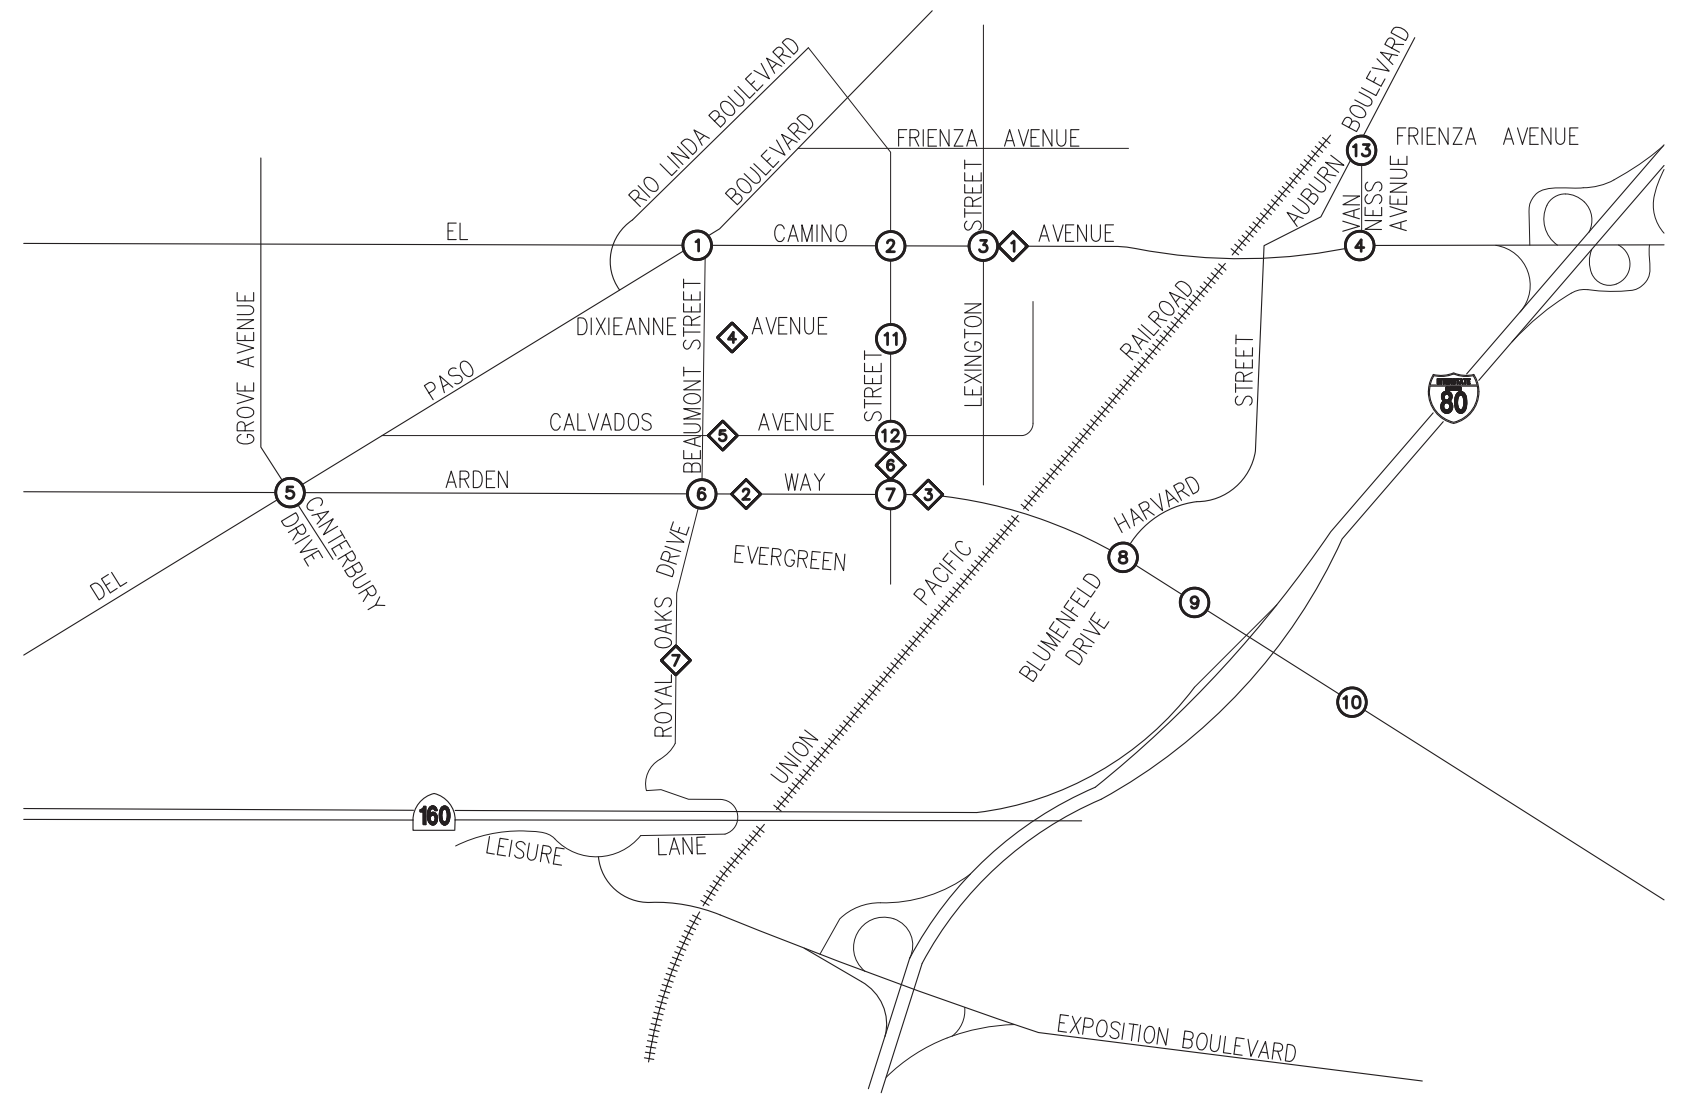 RIO LINDA BOULEVARD
BOULEVARD
BOULEVARD
FRIENZA AVENUE
13
FRIENZA AVENUE
STREET
AUBURN
VAN
NESS
AVENUE
EL
1
CAMINO
2
3
1
AVENUE
4
GROVE AVENUE
DIXIEANNE
BEAUMONT STREET
4
AVENUE
11
LEXINGTON
RAILROAD
STREET
PASO
STREET
80
CALVADOS
5
AVENUE
12
6
5
ARDEN
6
2
WAY
7
3
HARVARD
CANTERBURY
DRIVE
EVERGREEN
8
DEL
ROYAL OAKS DRIVE
PACIFIC
BLUMENFELD
DRIVE
9
7
10
UNION
160
LEISURE
LANE
EXPOSITION BOULEVARD